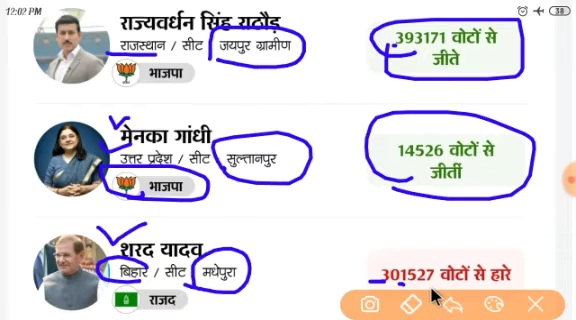 12:02 PM
38
राज्यवर्धन सिंह राठौड़
राजस्थान / सीट जयपुर ग्रामीण
भाजपा
393171 वोटों से
जीते
मेनका गांधी
उत्तर प्रदेश / सीट सुल्तानपुर
भाजपा
14526 वोटों से
जीतीं
शरद यादव
बिहार / सीट मधेपुरा
राजद
301527 वोटों से हारे